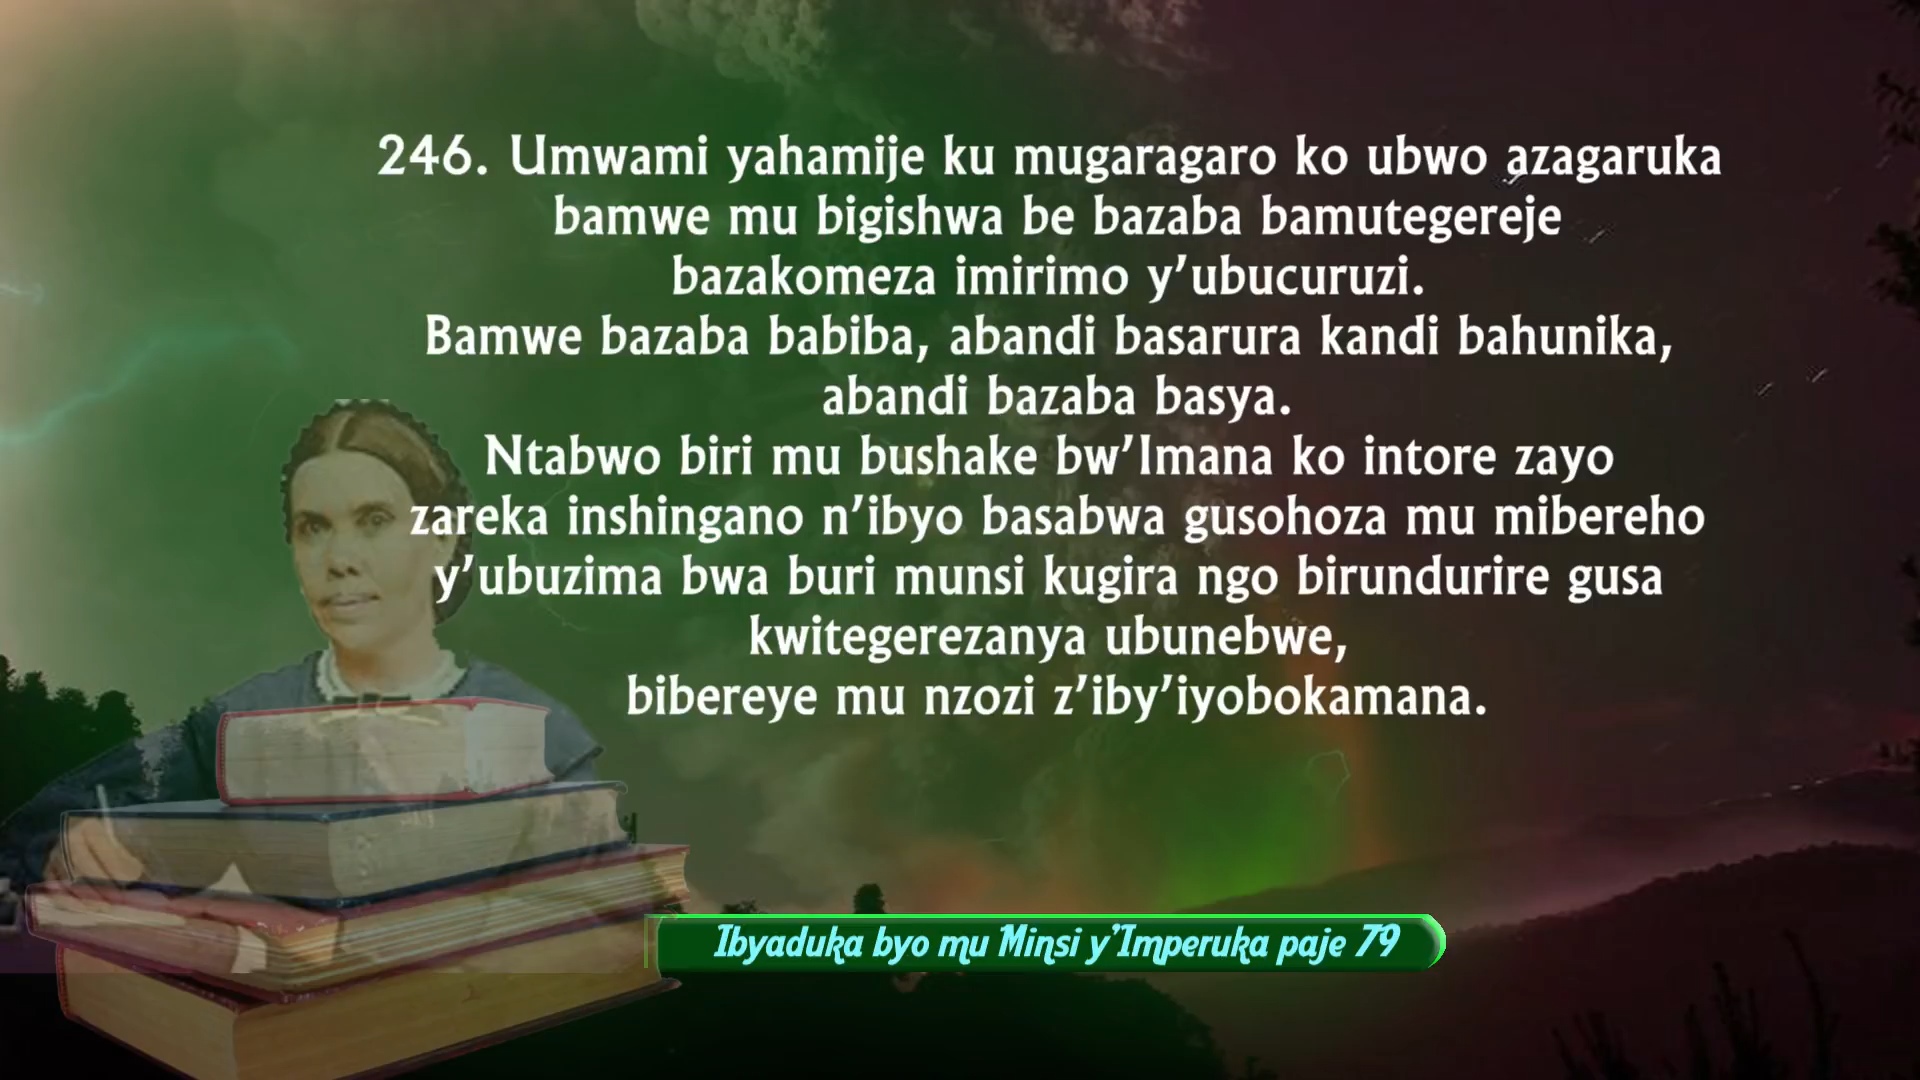 246. Umwami yahamije ku mugaragaro ko ubwo azagaruka
bamwe mu bigishwa be bazaba bamutegereje
bazakomeza imirimo y’ubucuruzi.
Bamwe bazaba babiba, abandi basarura kandi bahunika,
abandi bazaba basya.
Ntabwo biri mu bushake bw’Imana ko intore zayo
zareka inshingano n’ibyo basabwa gusohoza mu mibereho
y’ubuzima bwa buri munsi kugira ngo birundurire gusa
kwitegerezanya ubunebwe,
bibereye mu nzozi z’iby’iyobokamana.
Ibyaduka byo mu Minsi y’Imperuka paje 79